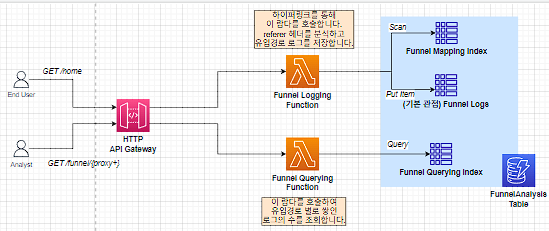 하이퍼링크를 통해
이 람다를 호출합니다.
referer 헤더를 분석하고
유입경로 로그를 저장합니다.
Scan
Funnel Mapping Index
GET /home
End User
Funnel Logging
Function
Put Item
(기본 관점) Funnel Logs
HTTP
API Gateway
Analyst
GET/funnel/{proxy+}
Query
Funnel Querying
Function
Funnel Querying Index
FunnelAnalysis
Table
이 람다를 호출하여
유입경로 별로 쌓인
로그의 수를 조회합니다.